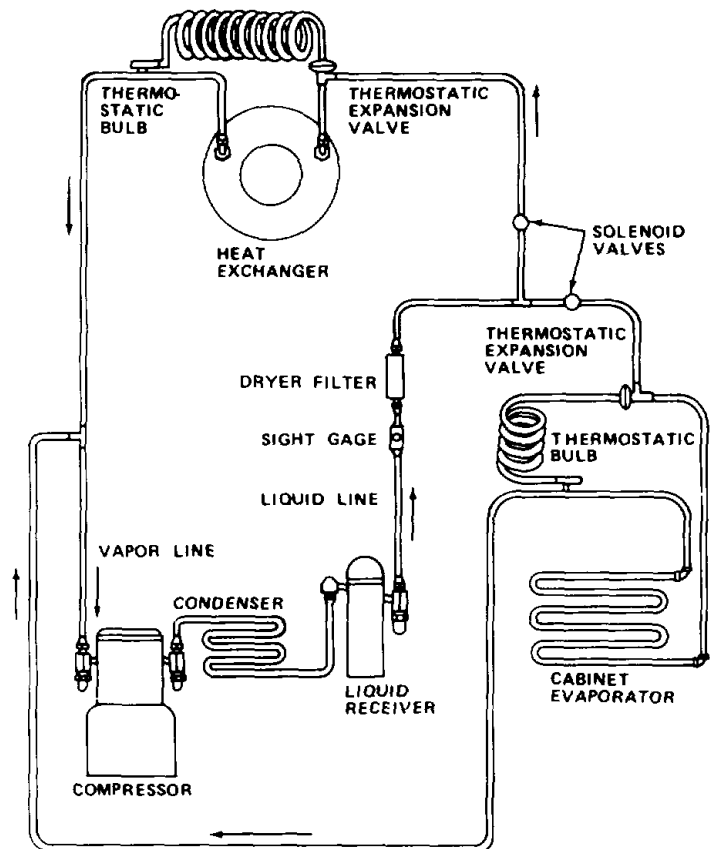 THERMO-
STATIC
BULB
THERMOSTATIC
EXPANSION
VALVE
HEAT
EXCHANGER
SOLENOID
VALVES
THERMOSTATIC
EXPANSION
VALVE
DRYER FILTER
SIGHT GAGE
THERMOSTATIC
BULB
LIQUID LINE
VAPOR LINE
CONDENSER
LIQUID
RECEIVER
CABINET
EVAPORATOR
COMPRESSOR